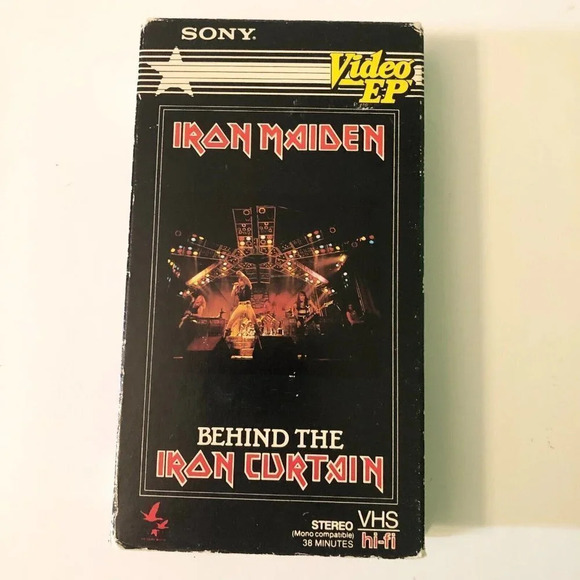 SONY®
Video
EP
IRON MAIDEN
BEHIND THE
IRON CURTAIN
STEREO
(Mono compatible)
38 MINUTES
VHS
hi-fi